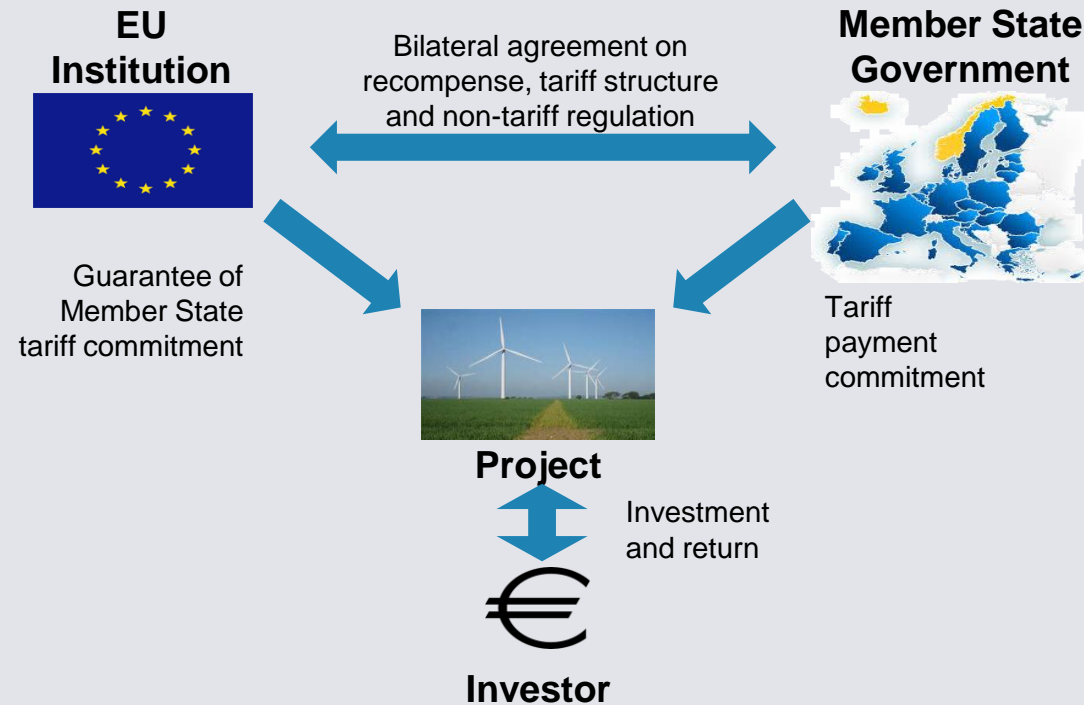 EU
Institution
Bilateral agreement on
recompense, tariff structure
and non-tariff regulation
Member State
Government
Guarantee of
Member State
tariff commitment
Tariff
payment
commitment
Project
Investment
and return
€
Investor